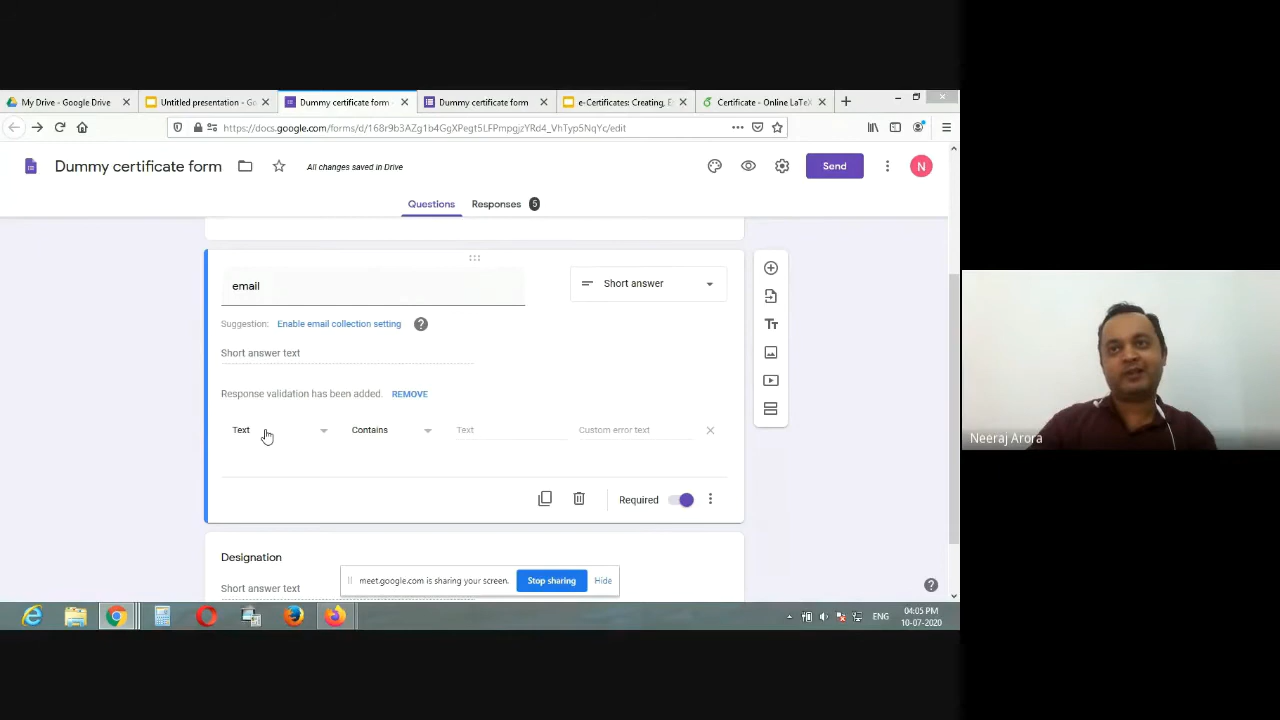 My Drive - Google Drive
Untitled presentation - Go
Dummy certificate form
Dummy certificate form
e-Certificates: Creating, E
Certificate - Online LaTeX
https://docs.google.com/forms/d/168r9b3AZg1b4GgXPegt5LFPmpgjzYRd4_VhTyp5NqYc/edit
Dummy certificate form
All changes saved in Drive
Send
N
Questions
Responses 5
email
Short answer
Suggestion: Enable email collection setting
Short answer text
Response validation has been added. REMOVE
Text
Contains
Text
Custom error text
Required
Designation
Short answer text
meet.google.com is sharing your screen.
Stop sharing
Hide
ENG
04:05 PM
10-07-2020
Neeraj Arora